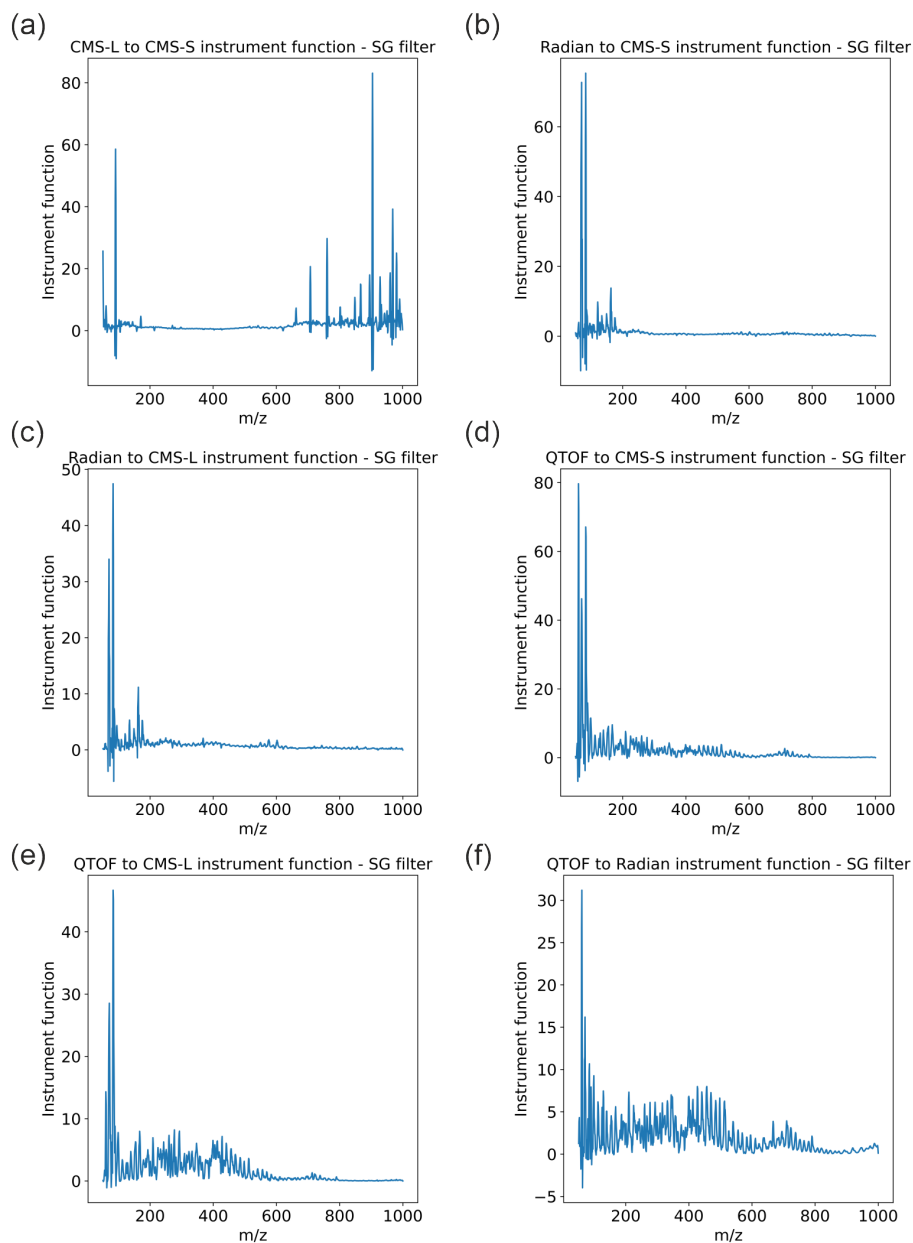 (a)
CMS-L to CMS-S instrument function - SG filter
80
60
40
20
0
Instrument function
200 400 600 800 1000
m/z
(b)
Radian to CMS-S instrument function - SG filter
60
40
20
0
Instrument function
200 400 600 800 1000
m/z
(c)
Radian to CMS-L instrument function - SG filter
50
40
30
20
10
0
Instrument function
200 400 600 800 1000
m/z
(d)
QTOF to CMS-S instrument function - SG filter
80
60
40
20
0
Instrument function
200 400 600 800 1000
m/z
(e)
QTOF to CMS-L instrument function - SG filter
40
30
20
10
0
Instrument function
200 400 600 800 1000
m/z
(f)
QTOF to Radian instrument function - SG filter
30
25
20
15
10
5
0
−5
Instrument function
200 400 600 800 1000
m/z